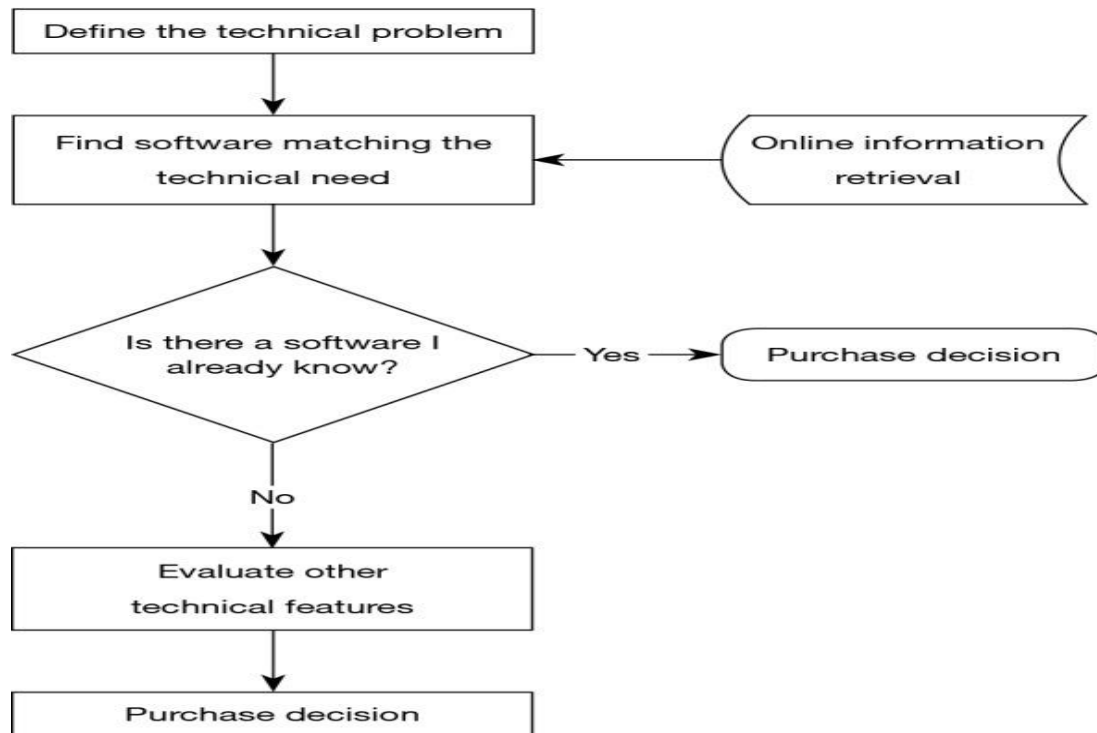 Define the technical problem
Find software matching the
technical need
Online information
retrieval
Is there a software I
already know?
Yes
Purchase decision
No
Evaluate other
technical features
Purchase decision